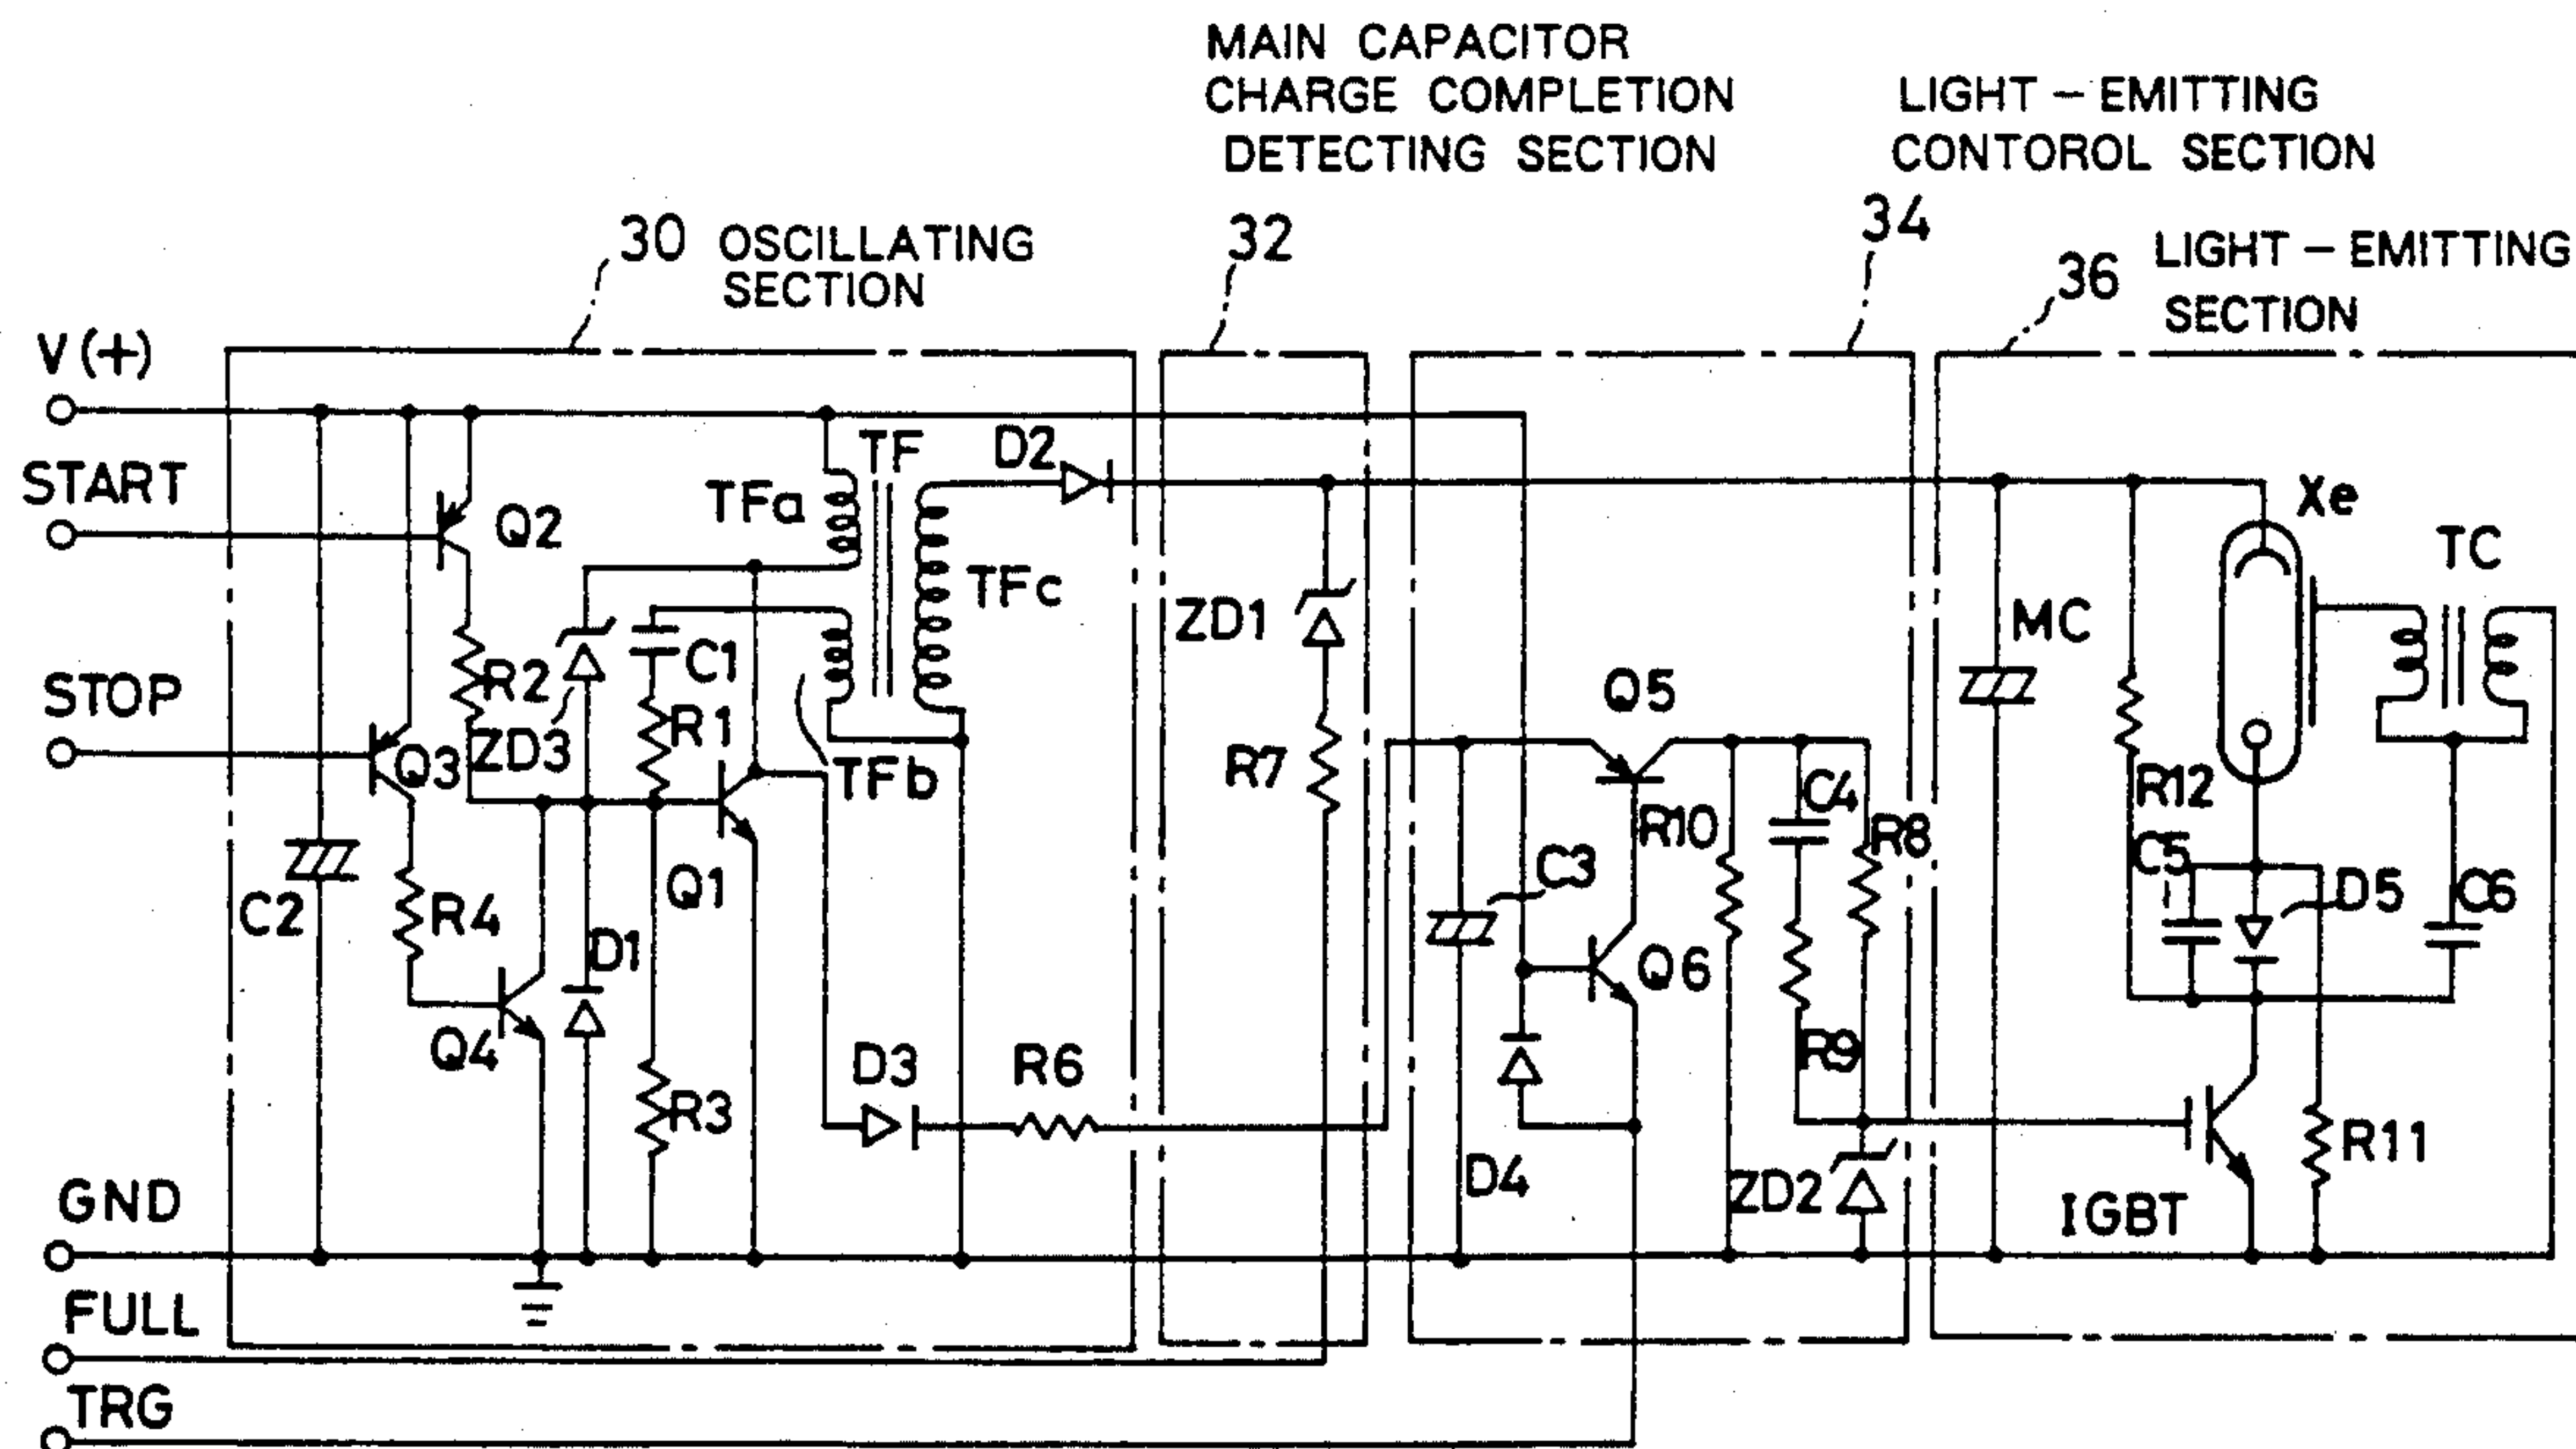 MAIN CAPACITOR
CHARGE COMPLETION
DETECTING SECTION
LIGHT - EMITTING
CONTOROL SECTION
30 OSCILLATING
SECTION
32
34
36 LIGHT - EMITTING
SECTION
V(+)
START
STOP
GND
FULL
TRG
Q2
R2
ZD3
Q3
C2
R4
Q4
D1
C1
R1
Q1
R3
TFa
TF
TFb
TFc
D2
D3
R6
ZD1
R7
Q5
R10
C4
R8
C3
Q6
R9
D4
ZD2
MC
R12
Xe
TC
C5
D5
C6
IGBT
R11